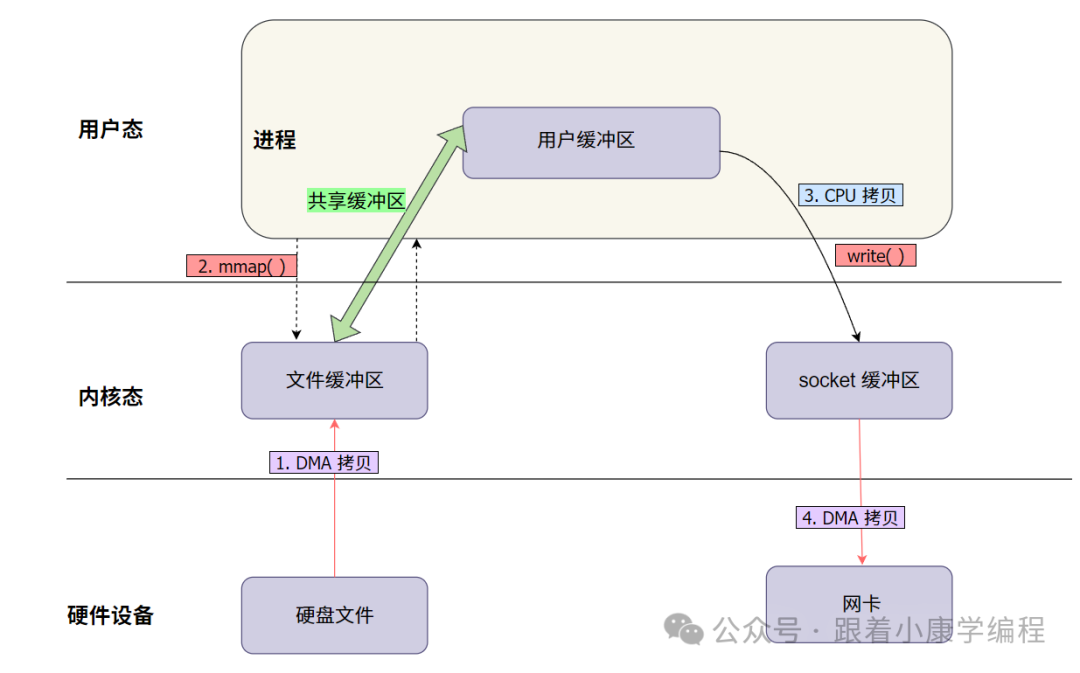 用户态
进程
用户缓冲区
共享缓冲区
3. CPU 拷贝
2. mmap( )
write( )
内核态
文件缓冲区
socket 缓冲区
1. DMA 拷贝
4. DMA 拷贝
硬件设备
硬盘文件
网卡
公众号 · 跟着小康学编程